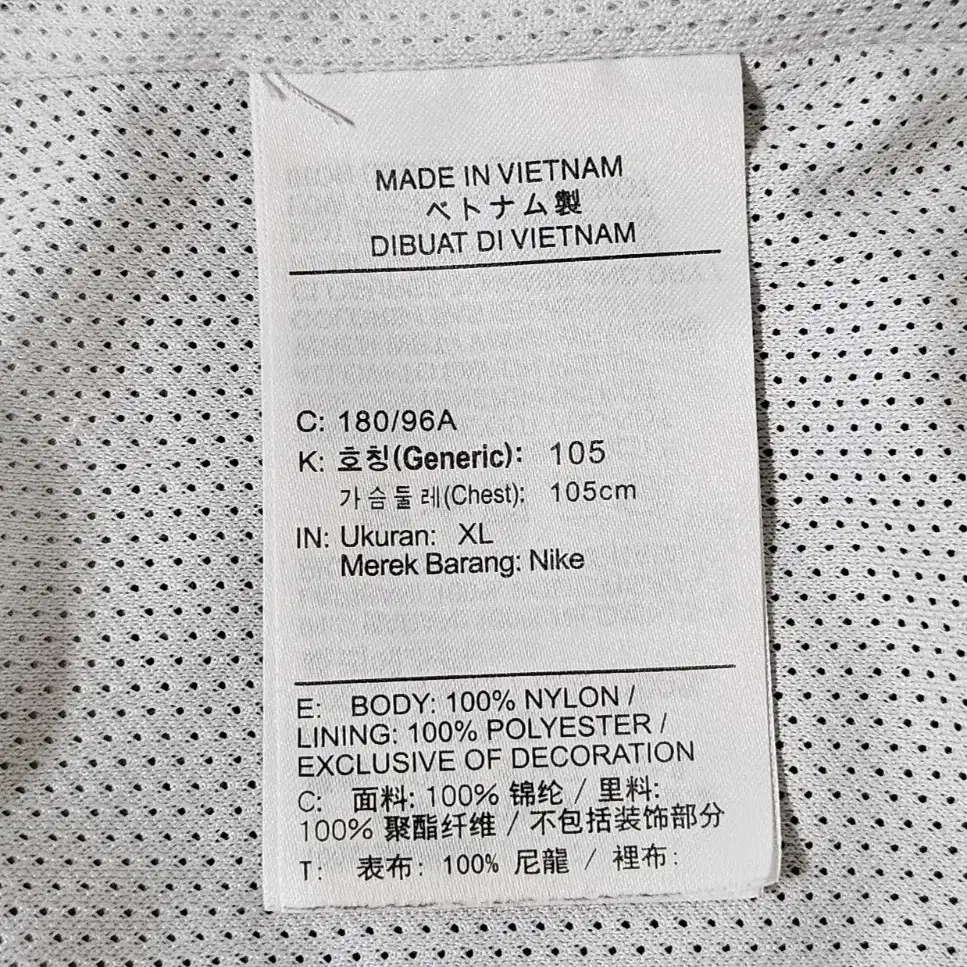 MADE IN VIETNAM
ベトナム製
DIBUAT DI VIETNAM
C: 180/96A
K: 호칭(Generic): 105
가슴둘레(Chest): 105cm
IN: Ukuran: XL
Merek Barang: Nike
E: BODY: 100% NYLON /
LINING: 100% POLYESTER /
EXCLUSIVE OF DECORATION
C: 面料: 100% 锦纶 / 里料:
100% 聚酯纤维 / 不包括装饰部分
T: 表布: 100% 尼龍 / 裡布: